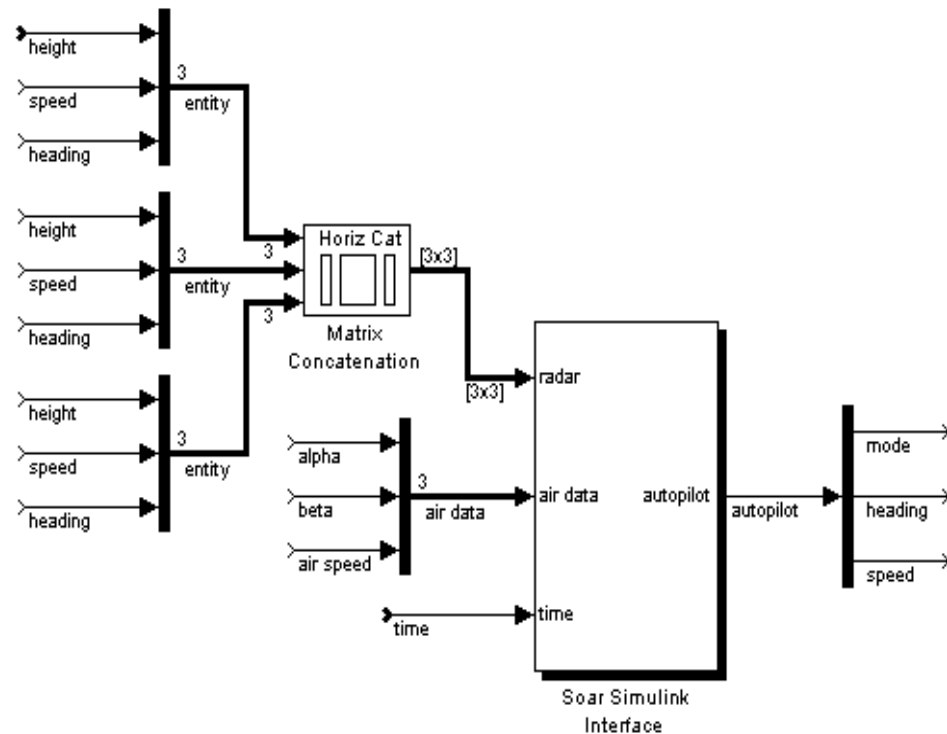 height
3
speed
entity
heading
height
3
speed
entity
heading
height
3
speed
entity
heading
3
3
Horiz Cat
[3x3]
Matrix
Concatenation
[3x3]
radar
alpha
3
beta
air data
air speed
air data
autopilot
autopilot
time
time
mode
heading
speed
Soar Simulink
Interface